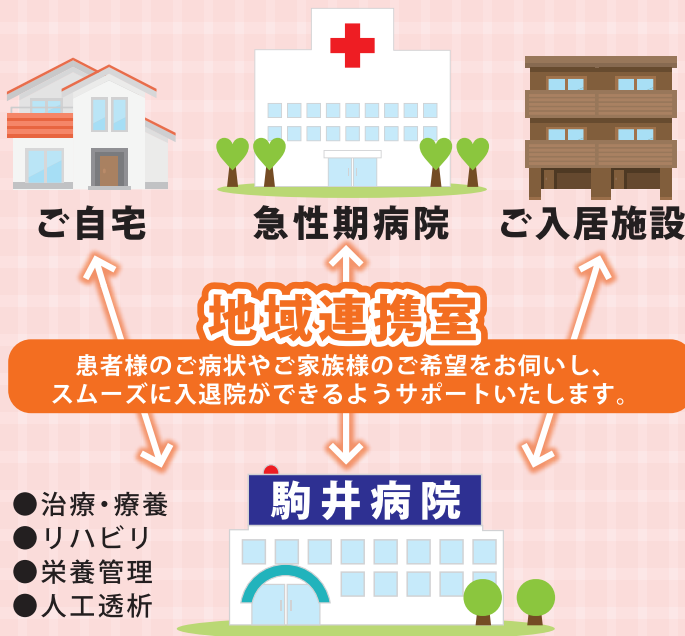 ご自宅
急性期病院
ご入居施設
地域連携室
患者様のご病状やご家族様のご希望をお伺いし、
スムーズに入退院ができるようサポートいたします。
駒井病院
●治療・療養
●リハビリ
●栄養管理
●人工透析